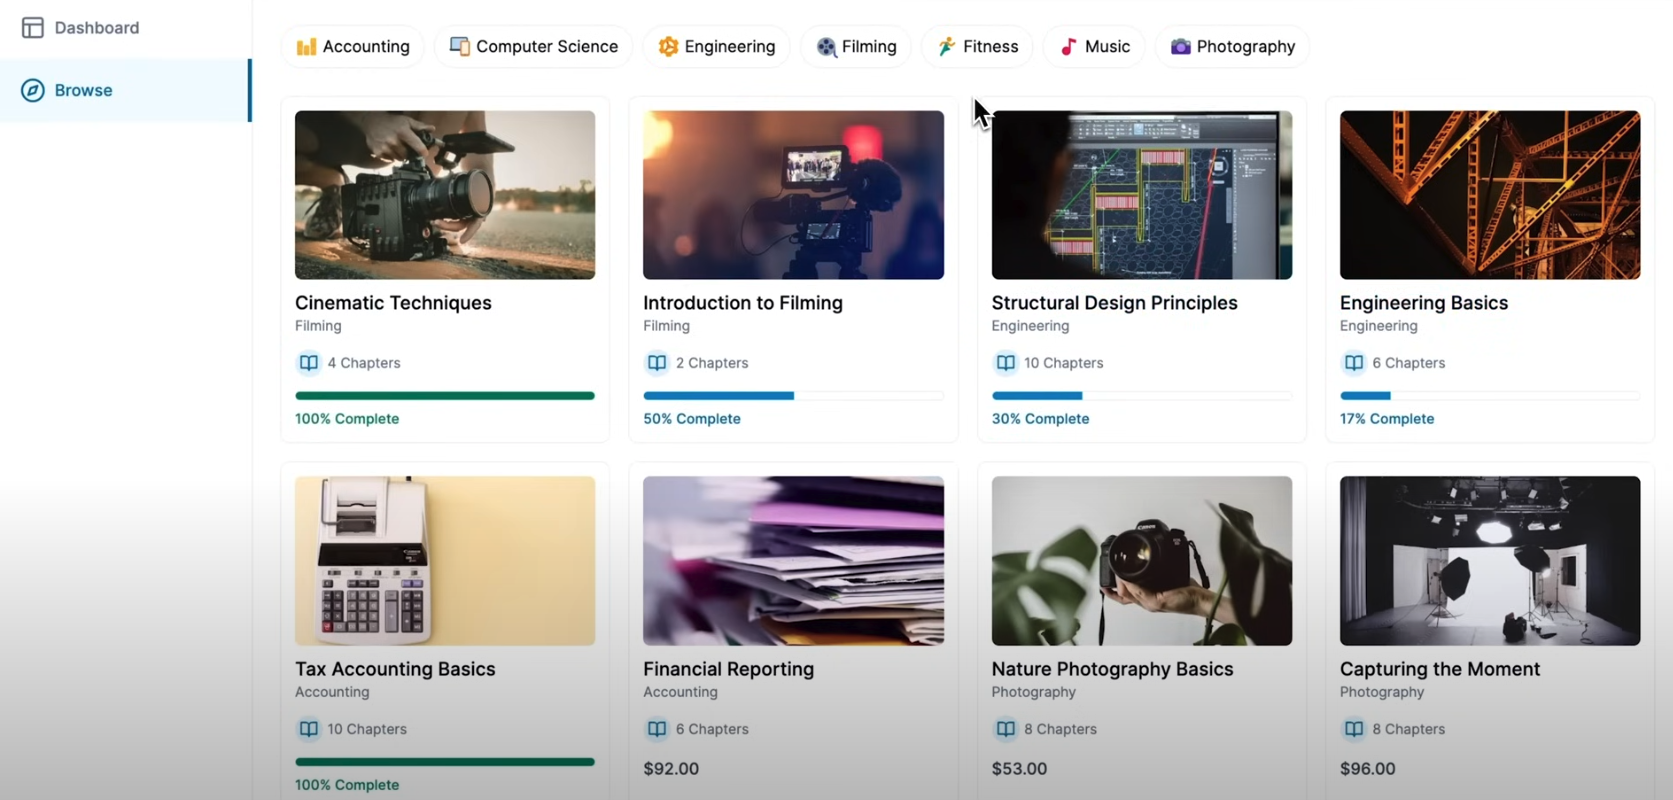 Dashboard
Browse
Accounting
Computer Science
Engineering
Filming
Fitness
Music
Photography
Cinematic Techniques
Filming
4 Chapters
100% Complete
Introduction to Filming
Filming
2 Chapters
50% Complete
Structural Design Principles
Engineering
10 Chapters
30% Complete
Engineering Basics
Engineering
6 Chapters
17% Complete
Tax Accounting Basics
Accounting
10 Chapters
100% Complete
Financial Reporting
Accounting
6 Chapters
$92.00
Nature Photography Basics
Photography
8 Chapters
$53.00
Capturing the Moment
Photography
8 Chapters
$96.00